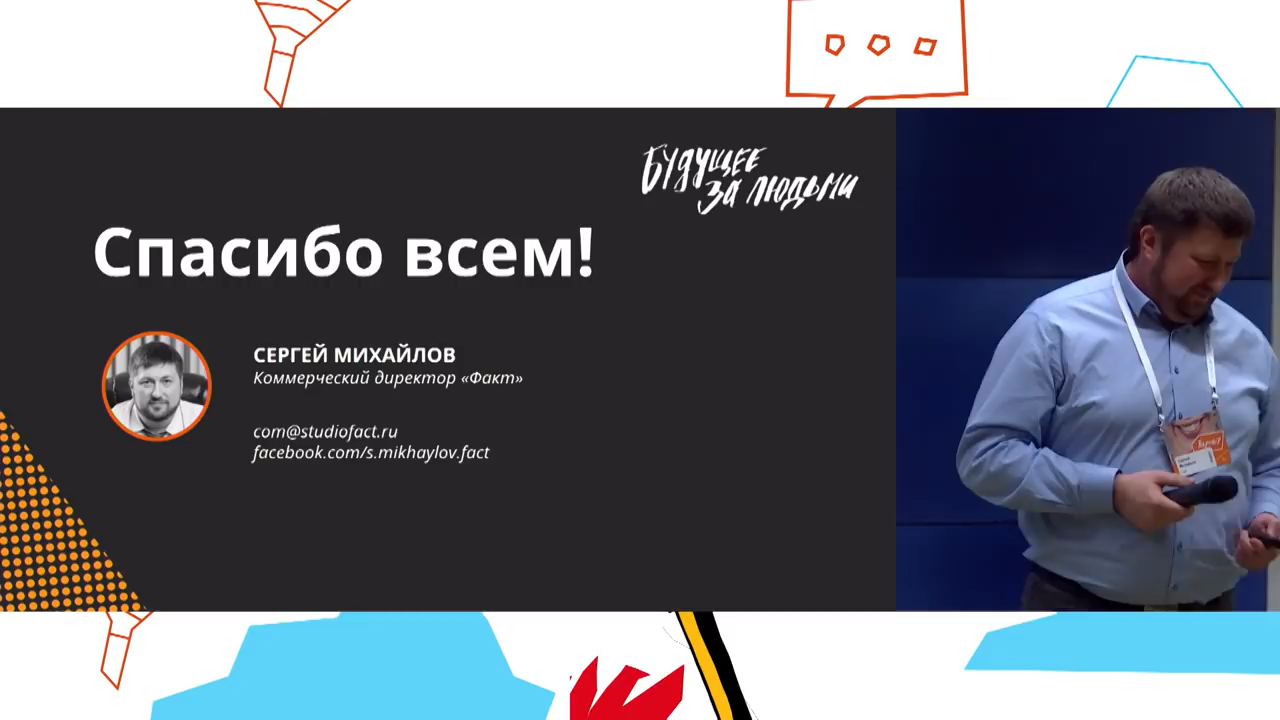 БУДУЩЕЕ
ЗА ЛЮДЬМИ
Спасибо всем!
СЕРГЕЙ МИХАЙЛОВ
Коммерческий директор «Факт»
com@studiofact.ru
facebook.com/s.mikhaylov.fact